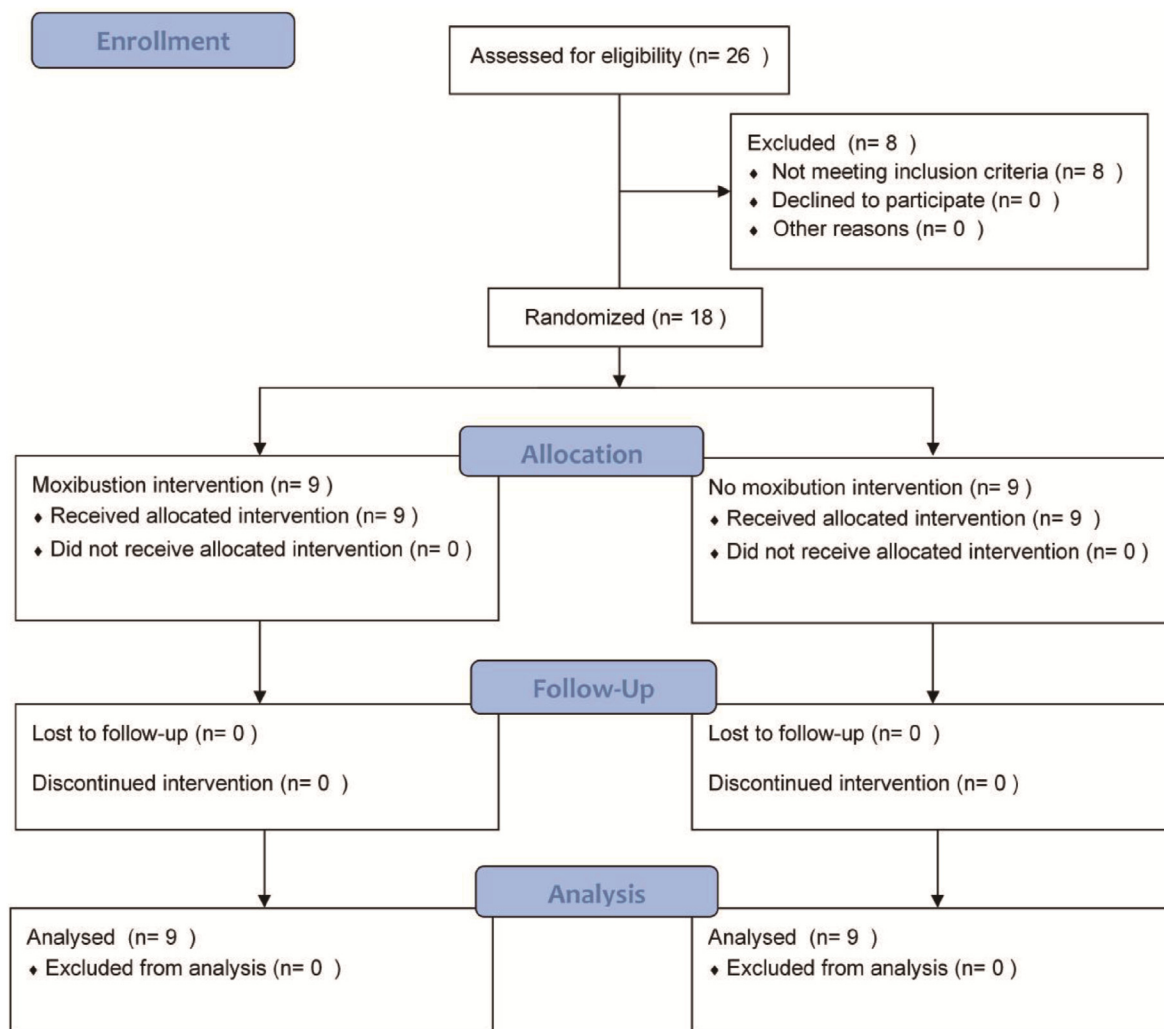 Enrollment
Assessed for eligibility (n= 26 )
Excluded (n= 8 )
♦ Not meeting inclusion criteria (n= 8 )
♦ Declined to participate (n= 0 )
♦ Other reasons (n= 0 )
Randomized (n= 18 )
Allocation
Moxibustion intervention (n= 9 )
♦ Received allocated intervention (n= 9 )
♦ Did not receive allocated intervention (n= 0 )
No moxibution intervention (n= 9 )
♦ Received allocated intervention (n= 9 )
♦ Did not receive allocated intervention (n= 0 )
Follow-Up
Lost to follow-up (n= 0 )
Discontinued intervention (n= 0 )
Lost to follow-up (n= 0 )
Discontinued intervention (n= 0 )
Analysis
Analysed (n= 9 )
♦ Excluded from analysis (n= 0 )
Analysed (n= 9 )
♦ Excluded from analysis (n= 0 )